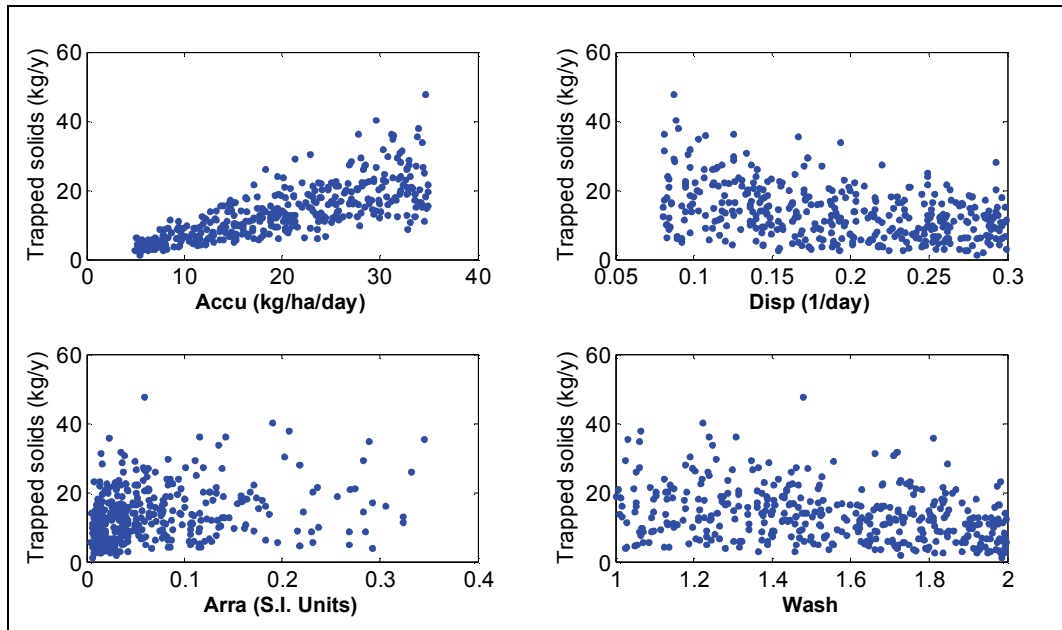 Trapped solids (kg/y)
60
40
20
0
0 10 20 30 40
Accu (kg/ha/day)
Trapped solids (kg/y)
60
40
20
0
0.05 0.1 0.15 0.2 0.25 0.3
Disp (1/day)
Trapped solids (kg/y)
60
40
20
0
0 0.1 0.2 0.3 0.4
Arra (S.I. Units)
Trapped solids (kg/y)
60
40
20
0
1 1.2 1.4 1.6 1.8 2
Wash